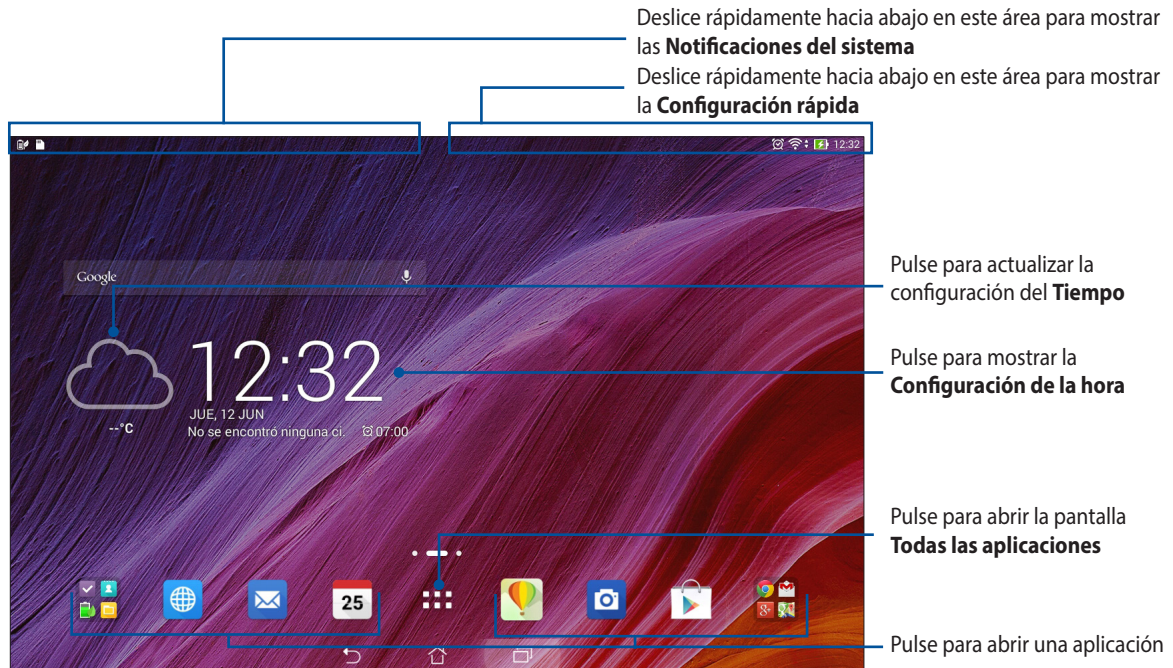 Deslice rápidamente hacia abajo en este área para mostrar
las Notificaciones del sistema
Deslice rápidamente hacia abajo en este área para mostrar
la Configuración rápida
12:32
Google
Pulse para actualizar la
configuración del Tiempo
12:32
Pulse para mostrar la
Configuración de la hora
JUE, 12 JUN
--°C
No se encontró ninguna ci. 07:00
Pulse para abrir la pantalla
Todas las aplicaciones
25
g+
Pulse para abrir una aplicación